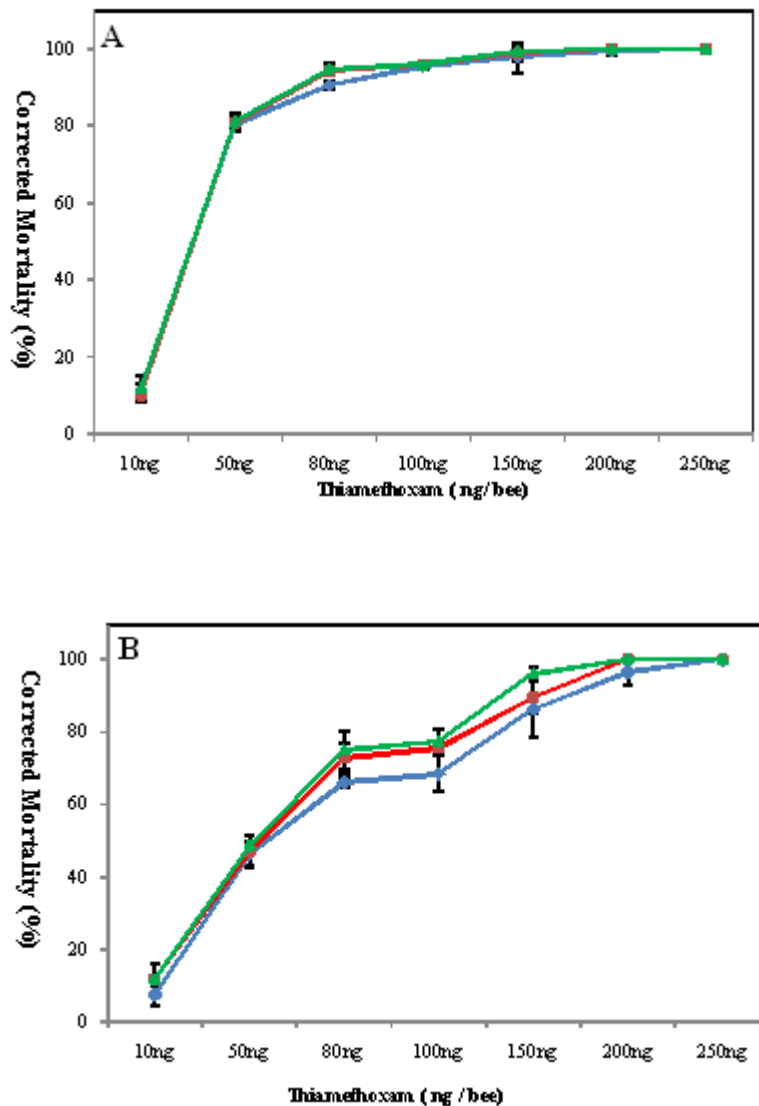 A
100
80
60
40
20
0
Corrected Mortality (%)
10ng 50ng 80ng 100ng 150ng 200ng 250ng
Thiamethoxam ( ng/bee)
B
100
80
60
40
20
0
Corrected Mortality (%)
10ng 50ng 80ng 100ng 150ng 200ng 250ng
Thiamethoxam ( ng /bee)